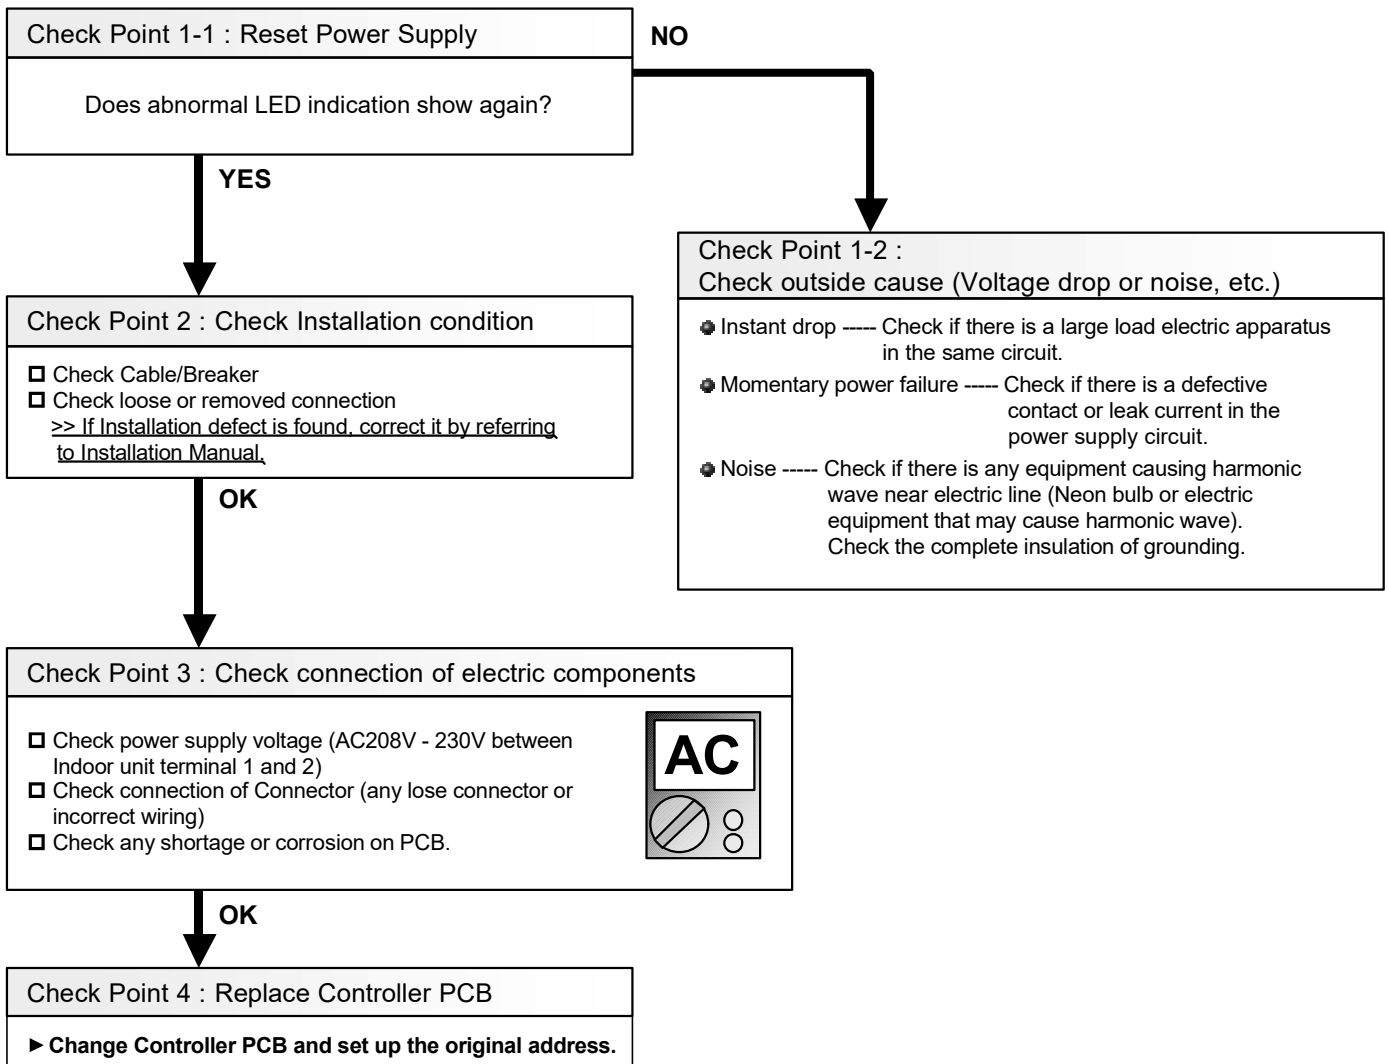 Check Point 1-1 : Reset Power Supply
Does abnormal LED indication show again?
NO
YES
Check Point 1-2 :
Check outside cause (Voltage drop or noise, etc.)
Instant drop ----- Check if there is a large load electric apparatus
in the same circuit.
Momentary power failure ----- Check if there is a defective
contact or leak current in the
power supply circuit.
Noise ----- Check if there is any equipment causing harmonic
wave near electric line (Neon bulb or electric
equipment that may cause harmonic wave).
Check the complete insulation of grounding.
Check Point 2 : Check Installation condition
Check Cable/Breaker
Check loose or removed connection
>> If Installation defect is found, correct it by referring
to Installation Manual.
OK
Check Point 3 : Check connection of electric components
Check power supply voltage (AC208V - 230V between
Indoor unit terminal 1 and 2)
Check connection of Connector (any lose connector or
incorrect wiring)
Check any shortage or corrosion on PCB.
AC
OK
Check Point 4 : Replace Controller PCB
►Change Controller PCB and set up the original address.